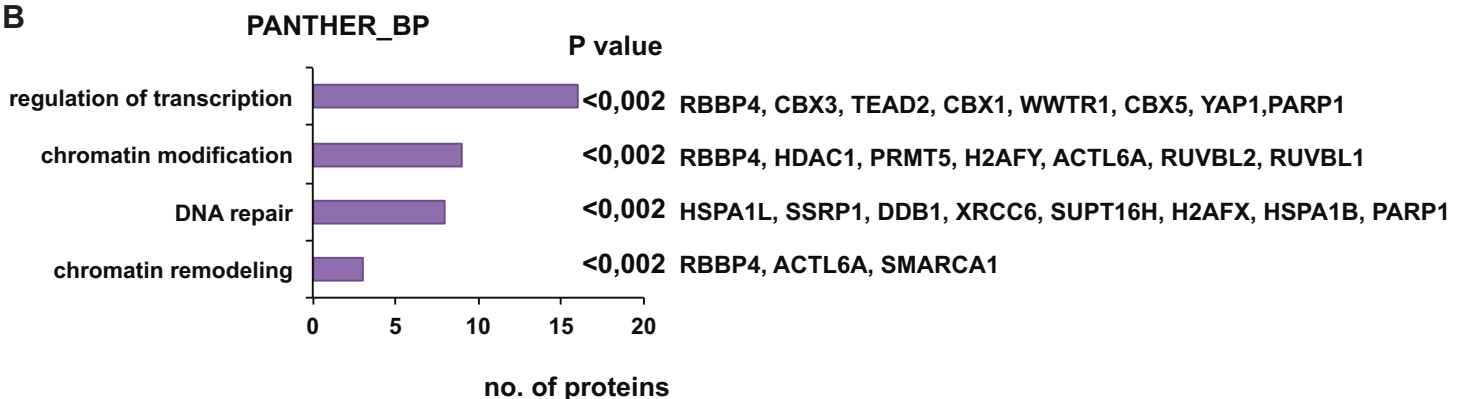 B
PANTHER_BP
P value
regulation of transcription <0,002 RBBP4, CBX3, TEAD2, CBX1, WWTR1, CBX5, YAP1,PARP1
chromatin modification <0,002 RBBP4, HDAC1, PRMT5, H2AFY, ACTL6A, RUVBL2, RUVBL1
DNA repair <0,002 HSPA1L, SSRP1, DDB1, XRCC6, SUPT16H, H2AFX, HSPA1B, PARP1
chromatin remodeling <0,002 RBBP4, ACTL6A, SMARCA1
0 5 10 15 20
no. of proteins